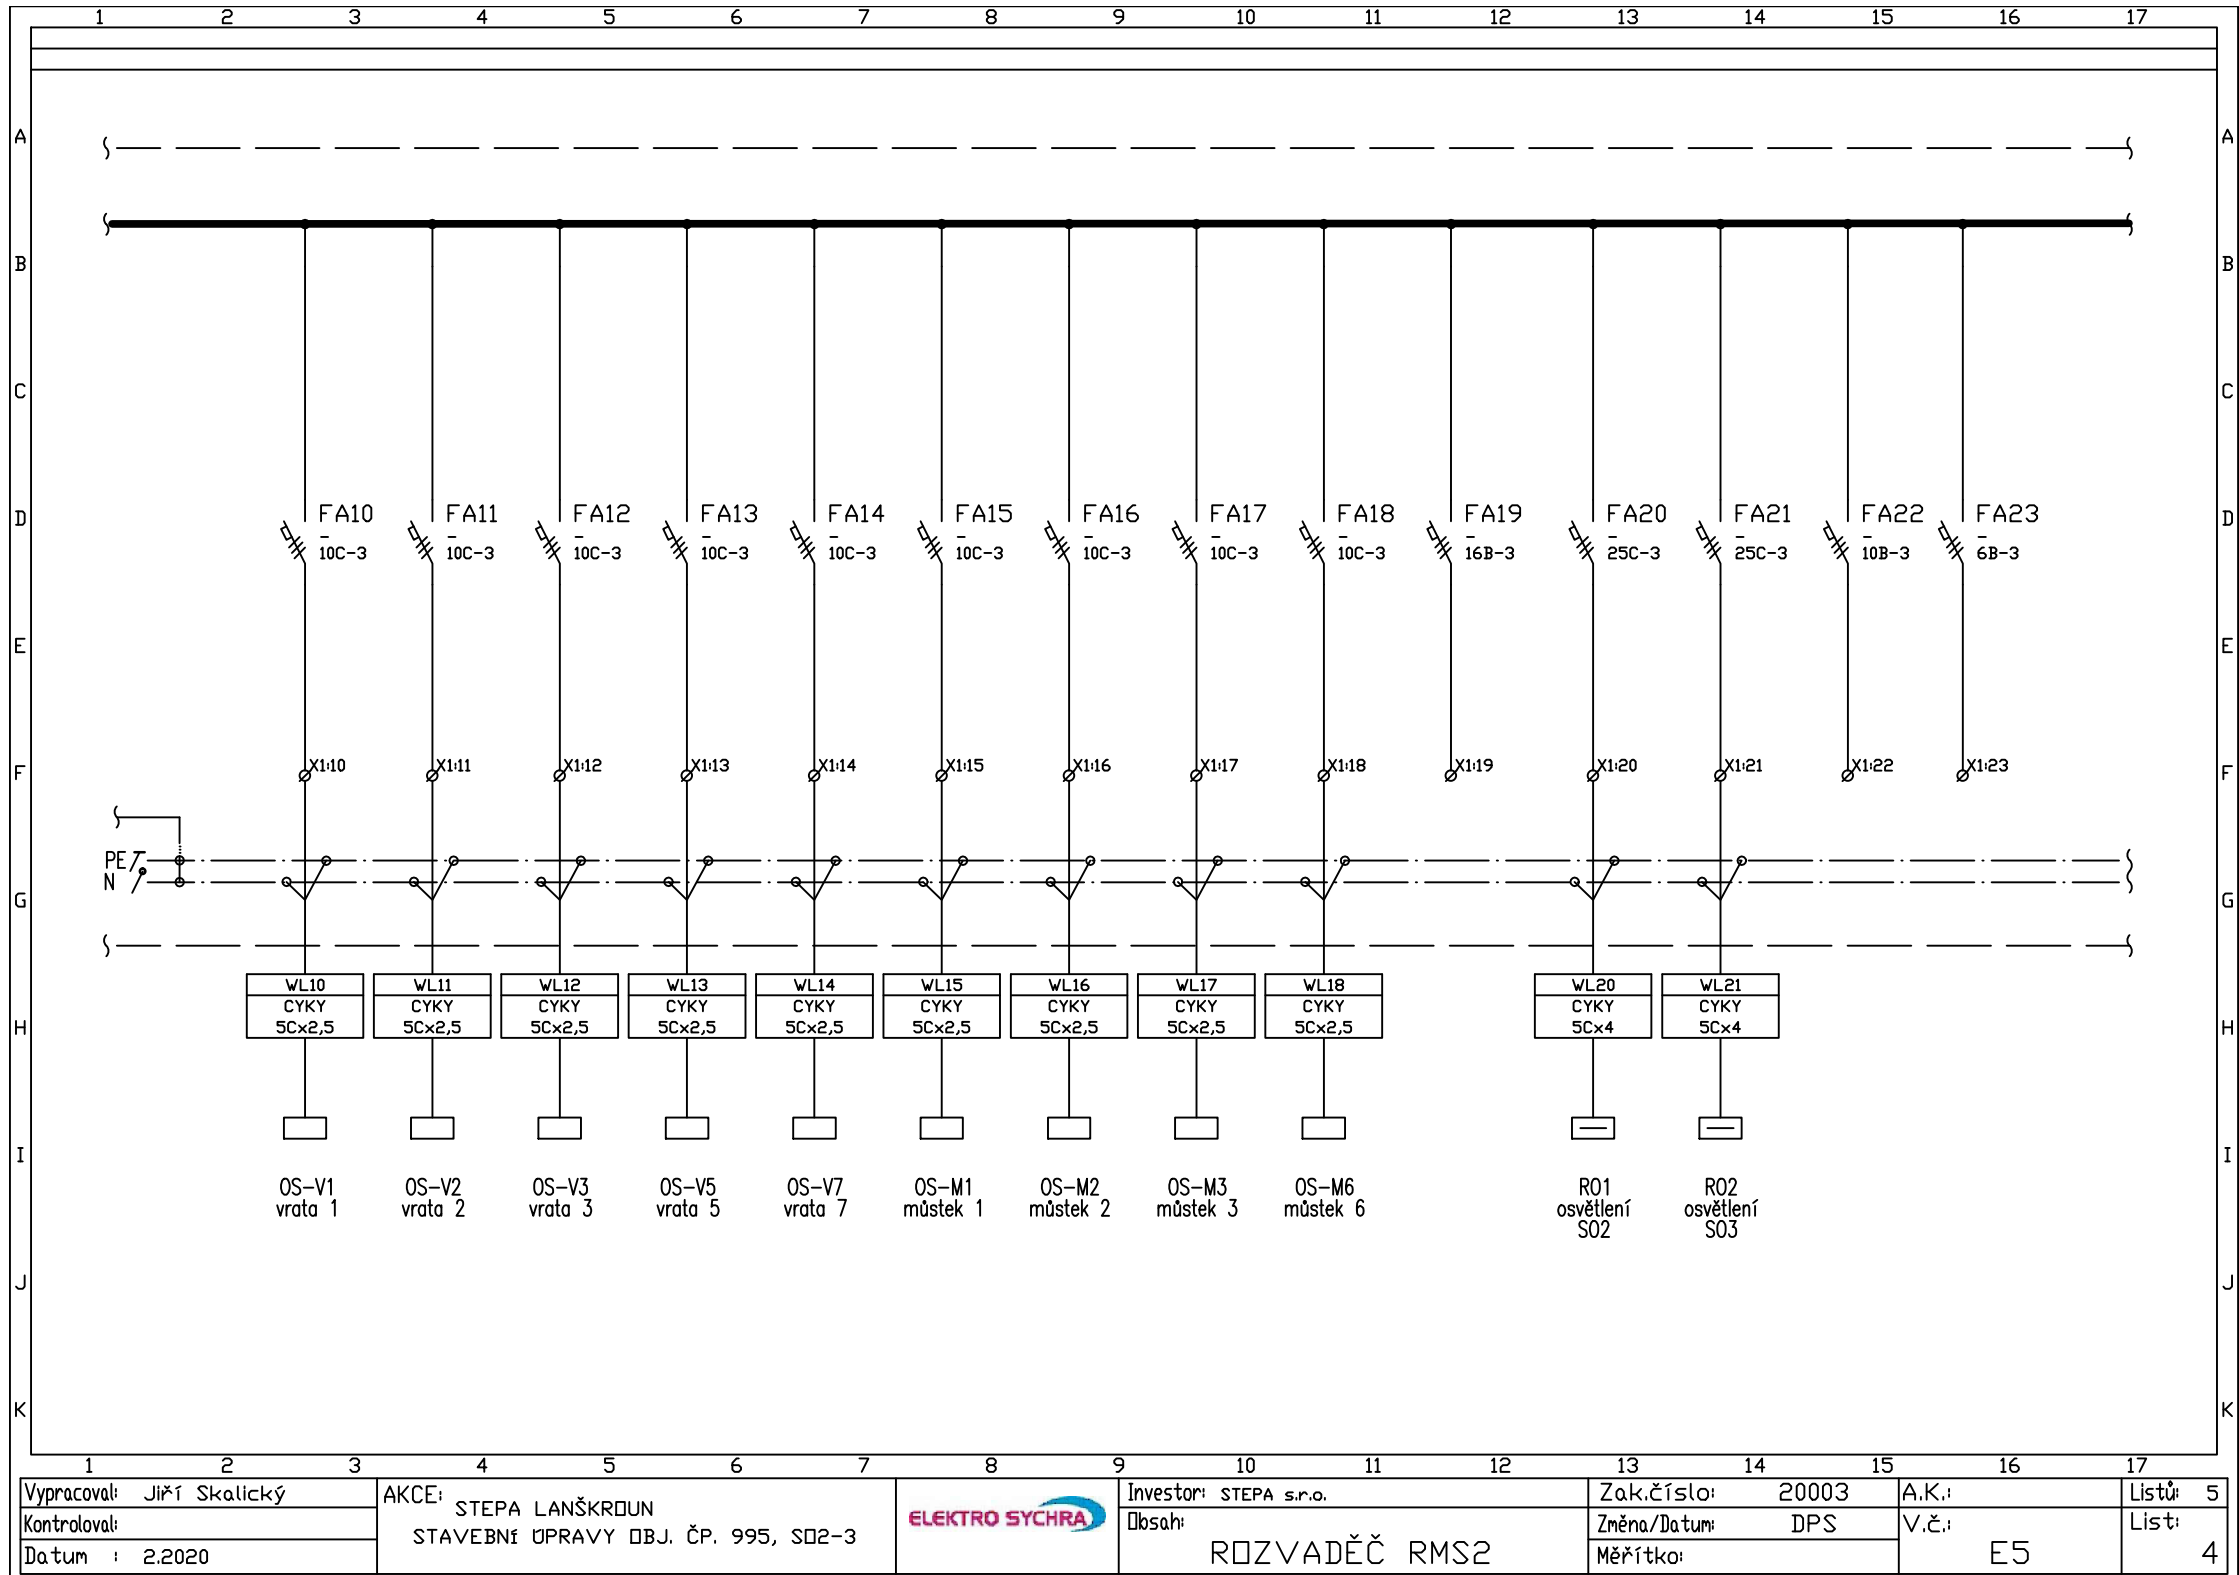 1 2 3 4 5 6 7 8 9 10 11 12 13 14 15 16 17
A A
B B
C C
FA10 FA11 FA12 FA13 FA14 FA15 FA16 FA17 FA18 FA19 FA20 FA21 FA22 FA23
D D
- - - - - - - - - - - - - -
10C-3 10C-3 10C-3 10C-3 10C-3 10C-3 10C-3 10C-3 10C-3 16B-3 25C-3 25C-3 10B-3 6B-3
E E
X1:10 X1:11 X1:12 X1:13 X1:14 X1:15 X1:16 X1:17 X1:18 X1:19 X1:20 X1:21 X1:22 X1:23
F F
PE
N
G G
WL10 WL11 WL12 WL13 WL14 WL15 WL16 WL17 WL18 WL20 WL21
CYKY CYKY CYKY CYKY CYKY CYKY CYKY CYKY CYKY CYKY CYKY
5Cx2,5 5Cx2,5 5Cx2,5 5Cx2,5 5Cx2,5 5Cx2,5 5Cx2,5 5Cx2,5 5Cx2,5 5Cx4 5Cx4
H H
I I
OS-V1 OS-V2 OS-V3 OS-V5 OS-V7 OS-M1 OS-M2 OS-M3 OS-M6 RO1 RO2
vrata 1 vrata 2 vrata 3 vrata 5 vrata 7 můstek 1 můstek 2 můstek 3 můstek 6 osvětlení osvětlení
SO2 SO3
J J
K K
1 2 3 4 5 6 7 8 9 10 11 12 13 14 15 16 17
Vypracoval: Jiří Skalický
Kontroloval:
Datum : 2.2020
AKCE:
STEPA LANŠKROUN
STAVEBNÍ ÚPRAVY OBJ. ČP. 995, SO2-3
ELEKTRO SYCHRA
Investor: STEPA s.r.o.
Obsah:
ROZVADĚČ RMS2
Zak.číslo: 20003
Změna/Datum: DPS
Měřítko:
A.K.:
V.č.:
E5
Listů: 5
List:
4